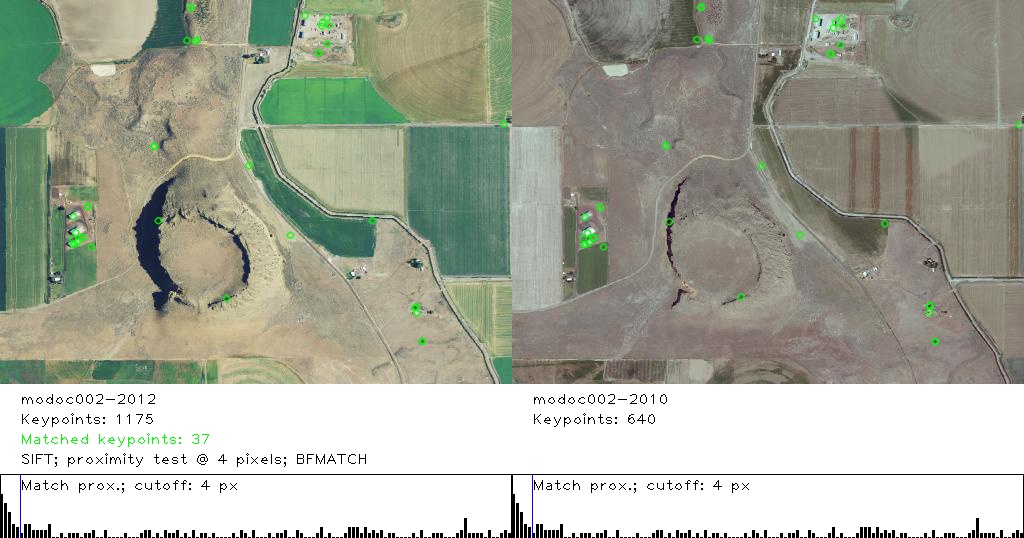 modoc002-2012
Keypoints: 1175
Matched keypoints: 37
SIFT; proximity test @ 4 pixels; BFMATCH
Match prox.; cutoff: 4 px
modoc002-2010
Keypoints: 640
Match prox.; cutoff: 4 px